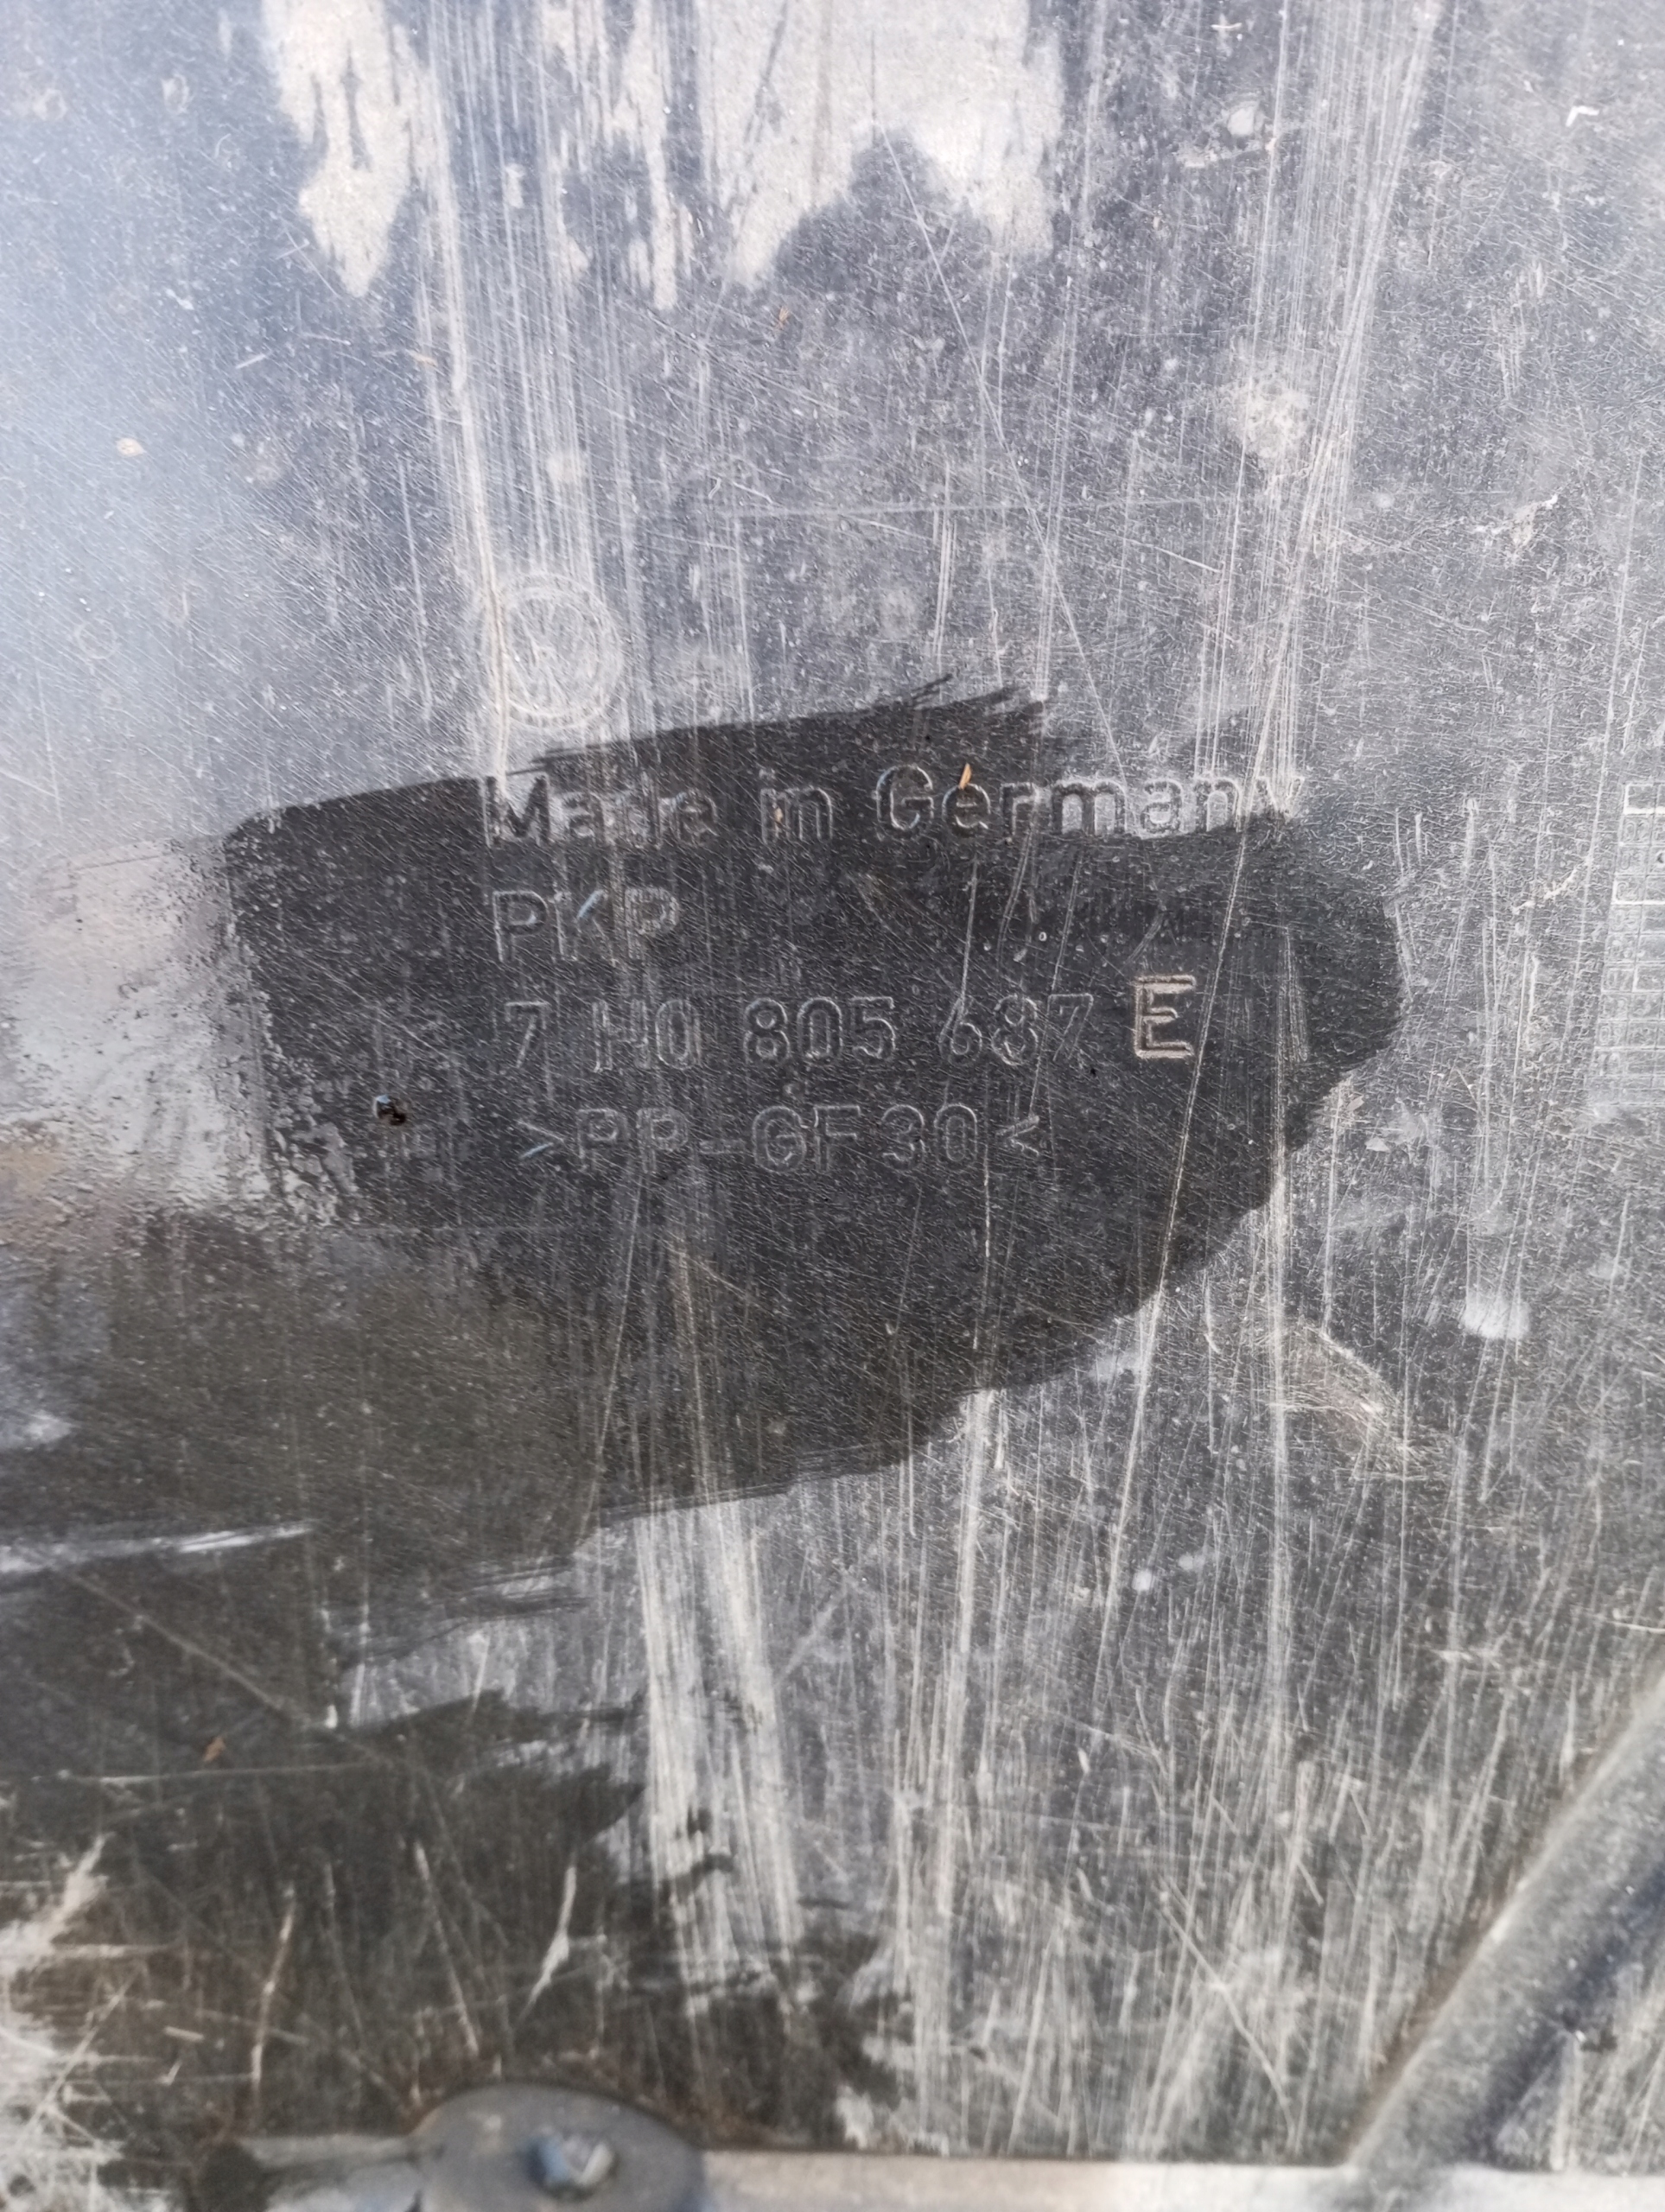 Made in Germany
PKP
7 H0 805 687 E
>PP-GF30<